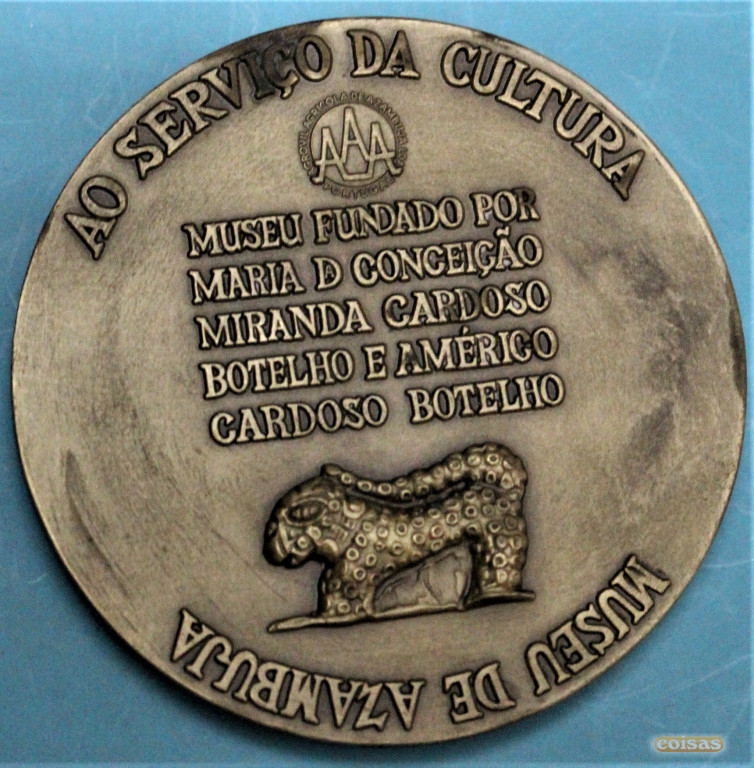 AO SERVIÇO DA CULTURA
AAA
PORTUGAL
MUSEU FUNDADO POR
MARIA D CONCEIÇÃO
MIRANDA CARDOSO
BOTELHO E AMÉRICO
CARDOSO BOTELHO
MUSEU DE AZAMBUJA
coisas